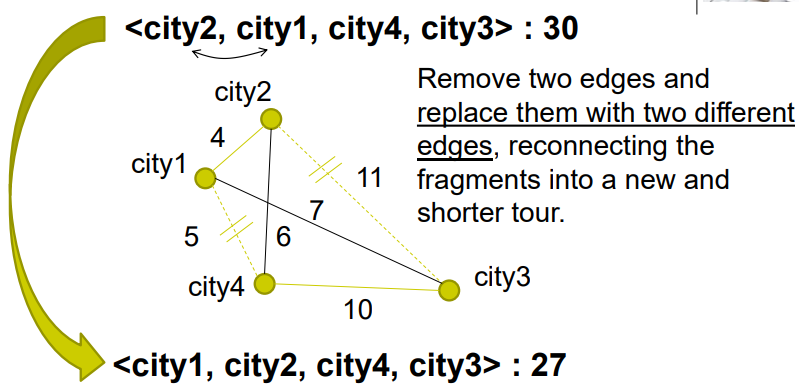 <city2, city1, city4, city3> : 30
Remove two edges and
replace them with two different
edges, reconnecting the
fragments into a new and
shorter tour.
city2
4
city1
11
7
5
6
city4
city3
10
<city1, city2, city4, city3> : 27